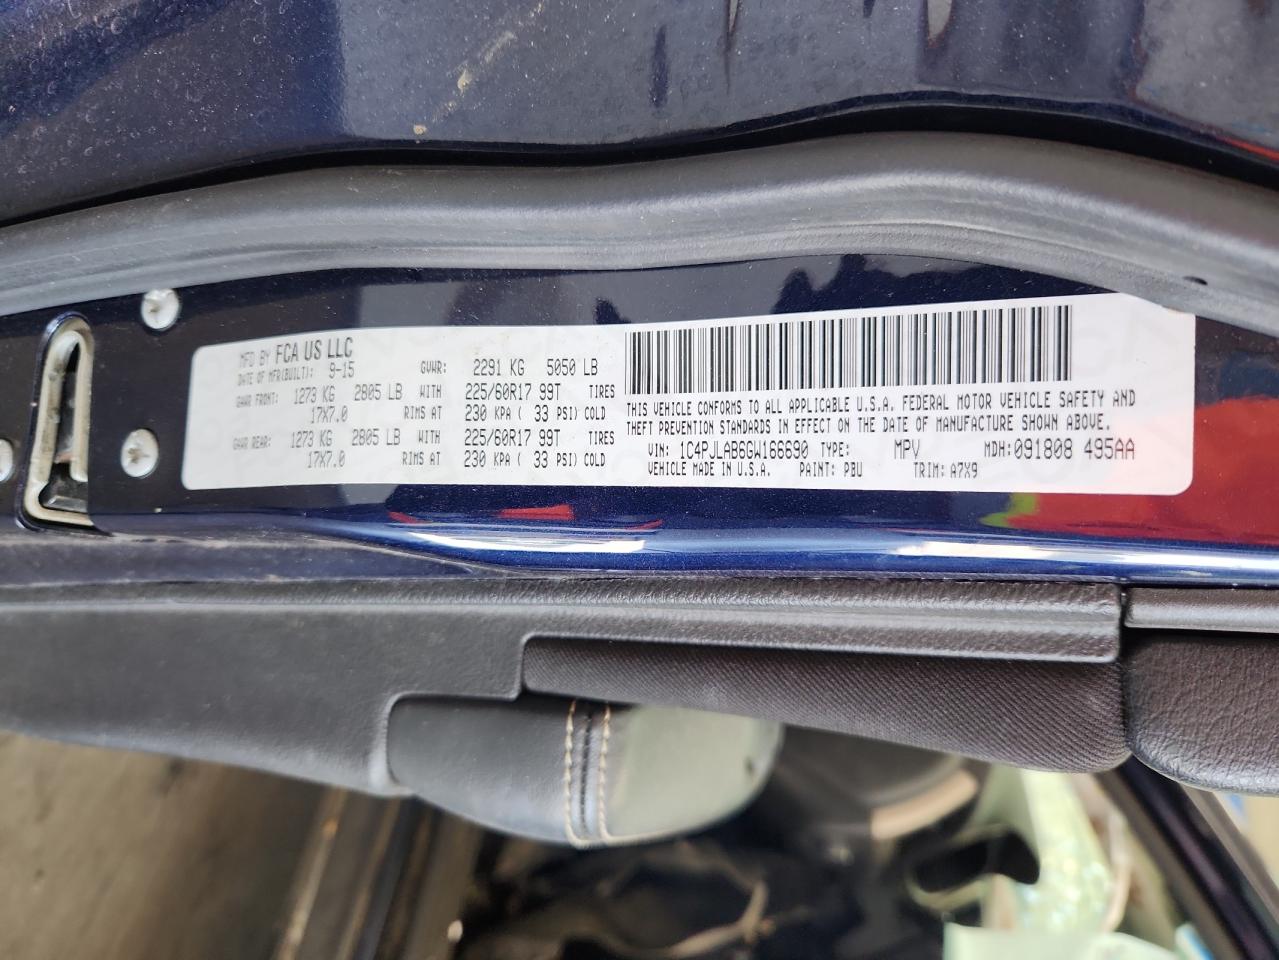 MFD BY FCA US LLC
DATE OF MFR(BUILT): 9-15 GVWR: 2291 KG 5050 LB
GAWR FRONT: 1273 KG 2805 LB WITH 225/60R17 99T TIRES
17X7.0 RIMS AT 230 KPA ( 33 PSI) COLD
GAWR REAR: 1273 KG 2805 LB WITH 225/60R17 99T TIRES
17X7.0 RIMS AT 230 KPA ( 33 PSI) COLD
THIS VEHICLE CONFORMS TO ALL APPLICABLE U.S.A. FEDERAL MOTOR VEHICLE SAFETY AND
THEFT PREVENTION STANDARDS IN EFFECT ON THE DATE OF MANUFACTURE SHOWN ABOVE.
VIN: 1C4PJLAB6GW166690 TYPE: MPV MDH: 091808 495AA
VEHICLE MADE IN U.S.A. PAINT: PBU TRIM: A7X9